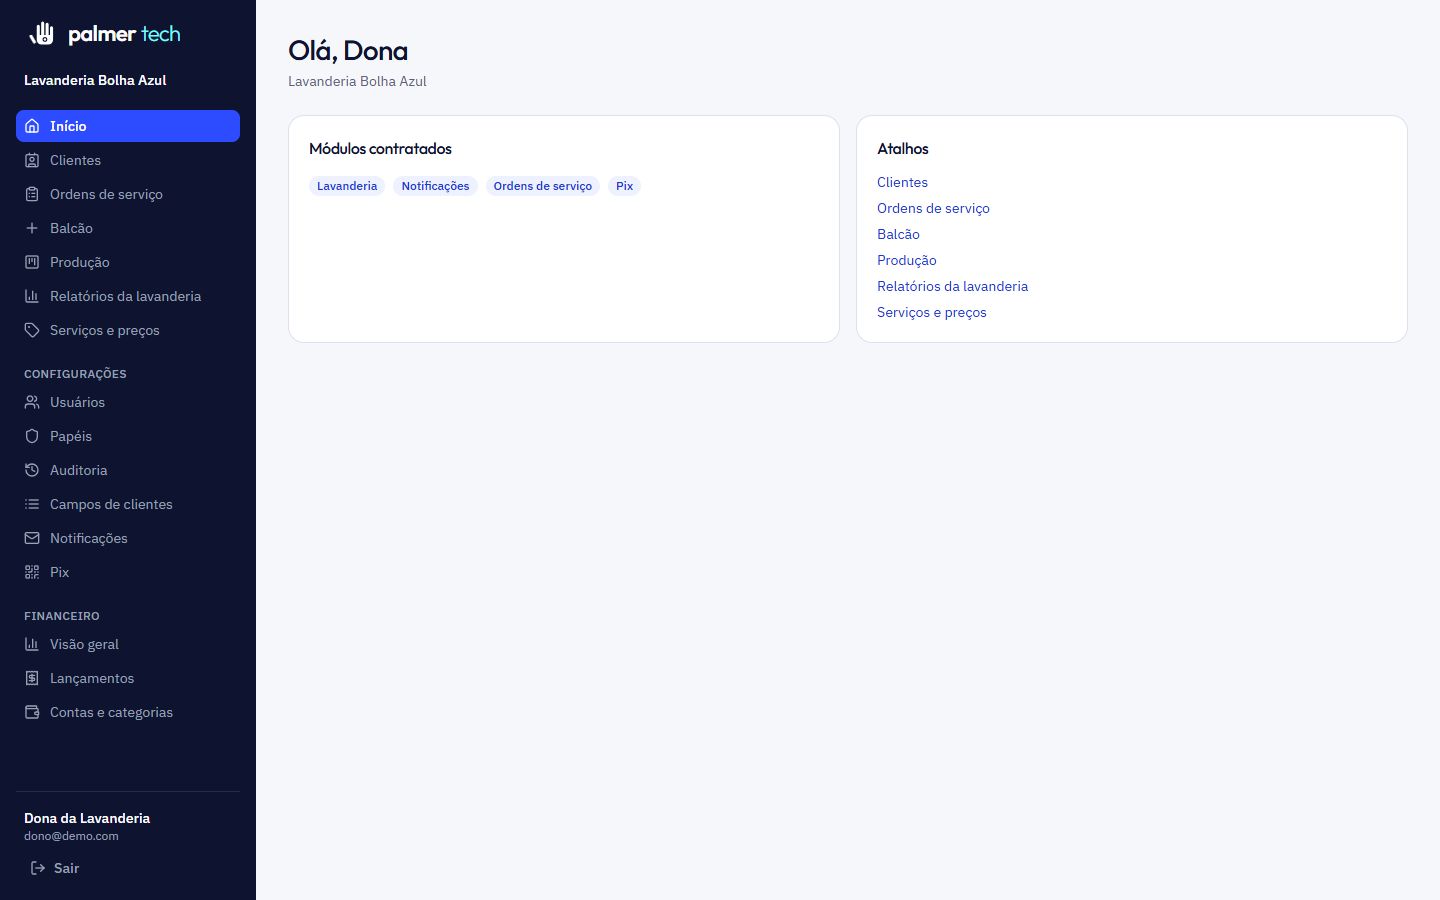 palmer tech
Lavanderia Bolha Azul
Início
Clientes
Ordens de serviço
Balcão
Produção
Relatórios da lavanderia
Serviços e preços
CONFIGURAÇÕES
Usuários
Papéis
Auditoria
Campos de clientes
Notificações
Pix
FINANCEIRO
Visão geral
Lançamentos
Contas e categorias
Dona da Lavanderia
dono@demo.com
Sair
Olá, Dona
Lavanderia Bolha Azul
Módulos contratados
Lavanderia Notificações Ordens de serviço Pix
Atalhos
Clientes
Ordens de serviço
Balcão
Produção
Relatórios da lavanderia
Serviços e preços